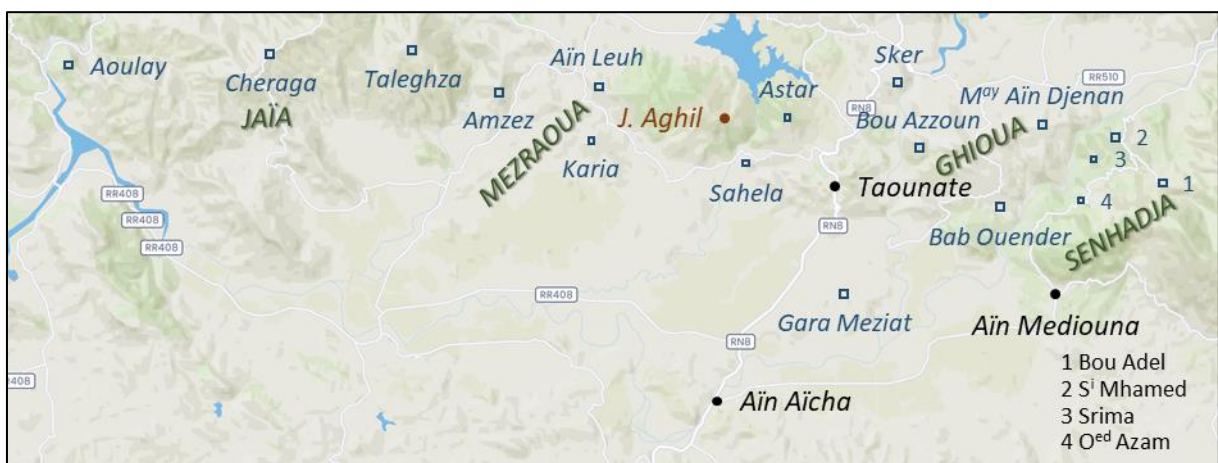 Aoulay
Cheraga
Taleghza
Aïn Leuh
Sker
RR510
JAÏA
Amzez
J. Aghil
Astar
RN8
Mᵃʸ Aïn Djenan
MEZRAOUA
Karia
Bou Azzoun
GHIOUA
2
3
Sahela
Taounate
1
4
RR408
RR408
RR408
RN8
Bab Ouender
SENHADJA
RR408
Gara Meziat
Aïn Mediouna
RN8
RR408
Aïn Aïcha
1 Bou Adel
2 Sⁱ Mhamed
3 Srima
4 Oᵉᵈ Azam